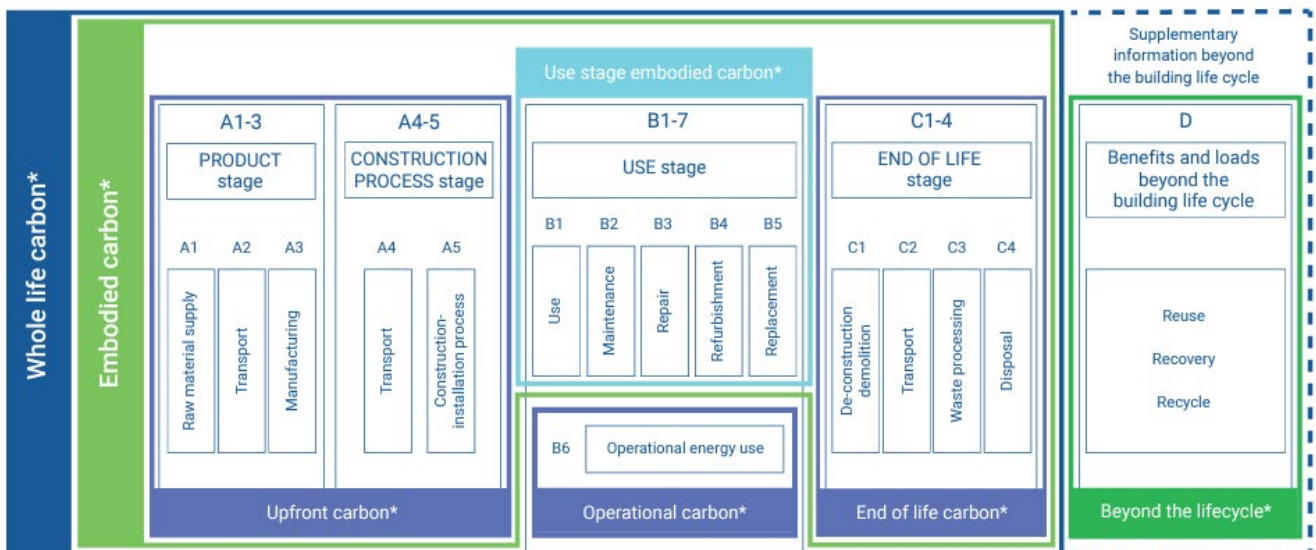 Whole life carbon*
Embodied carbon*
Use stage embodied carbon*
Supplementary
information beyond
the building life cycle
A1-3
PRODUCT
stage
A1
A2
A3
Raw material supply
Transport
Manufacturing
A4-5
CONSTRUCTION
PROCESS stage
A4
A5
Transport
Construction-
installation process
Upfront carbon*
B1-7
USE stage
B1
B2
B3
B4
B5
Use
Maintenance
Repair
Refurbishment
Replacement
B6
Operational energy use
Operational carbon*
C1-4
END OF LIFE
stage
C1
C2
C3
C4
De-construction
demolition
Transport
Waste processing
Disposal
End of life carbon*
D
Benefits and loads
beyond the
building life cycle
Reuse
Recovery
Recycle
Beyond the lifecycle*